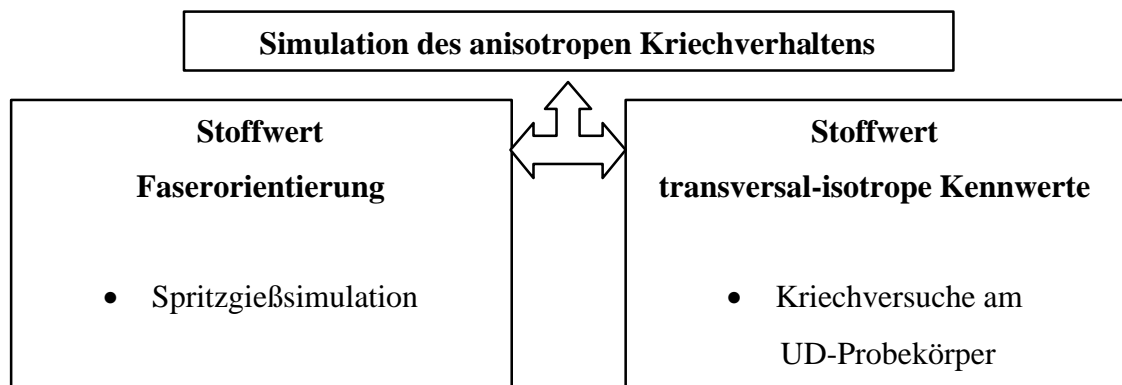 Simulation des anisotropen Kriechverhaltens
Stoffwert
Faserorientierung
• Spritzgießsimulation
Stoffwert
transversal-isotrope Kennwerte
• Kriechversuche am
UD-Probekörper